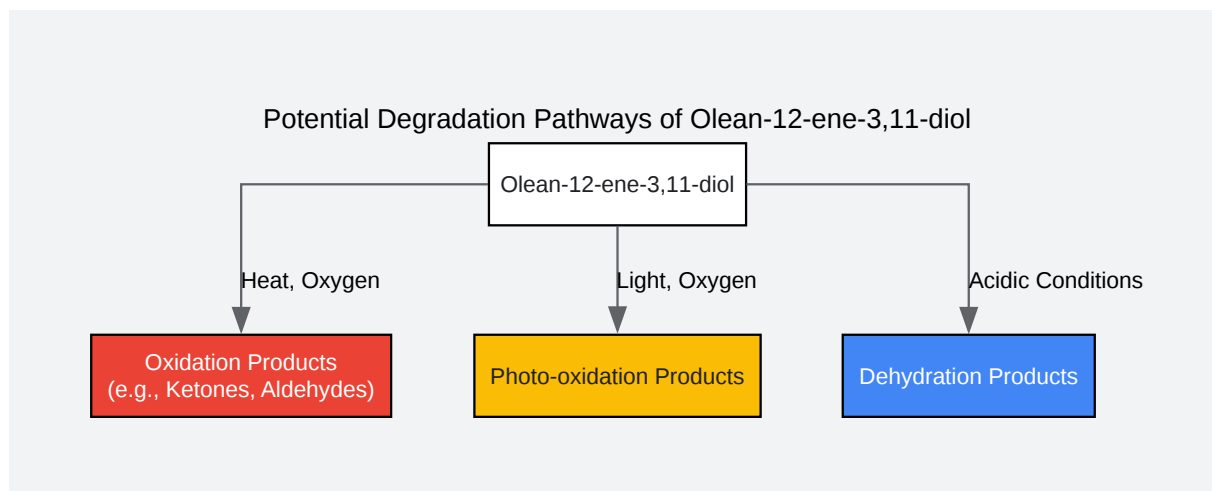 Potential Degradation Pathways of Olean-12-ene-3,11-diol
Olean-12-ene-3,11-diol
Heat, Oxygen
Light, Oxygen
Acidic Conditions
Oxidation Products
(e.g., Ketones, Aldehydes)
Photo-oxidation Products
Dehydration Products